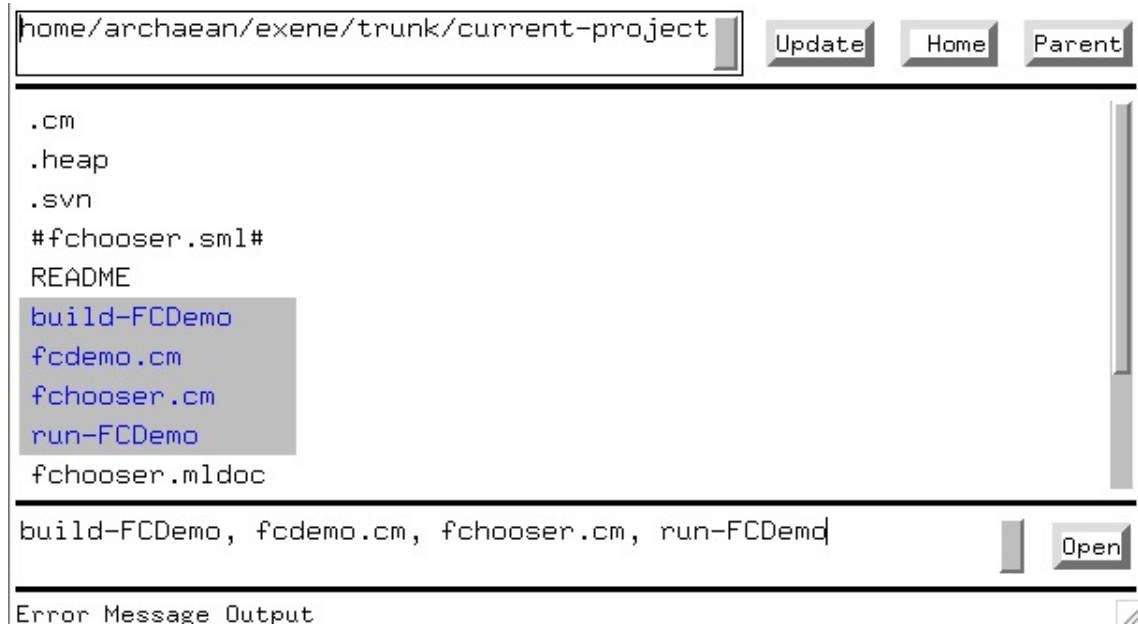 home/archaean/exene/trunk/current-project Update Home Parent
.cm
.heap
.svn
#fchooser.sml#
README
build-FCDemo
fcdemo.cm
fchooser.cm
run-FCDemo
fchooser.mldoc
build-FCDemo, fcdemo.cm, fchooser.cm, run-FCDemo Open
Error Message Output